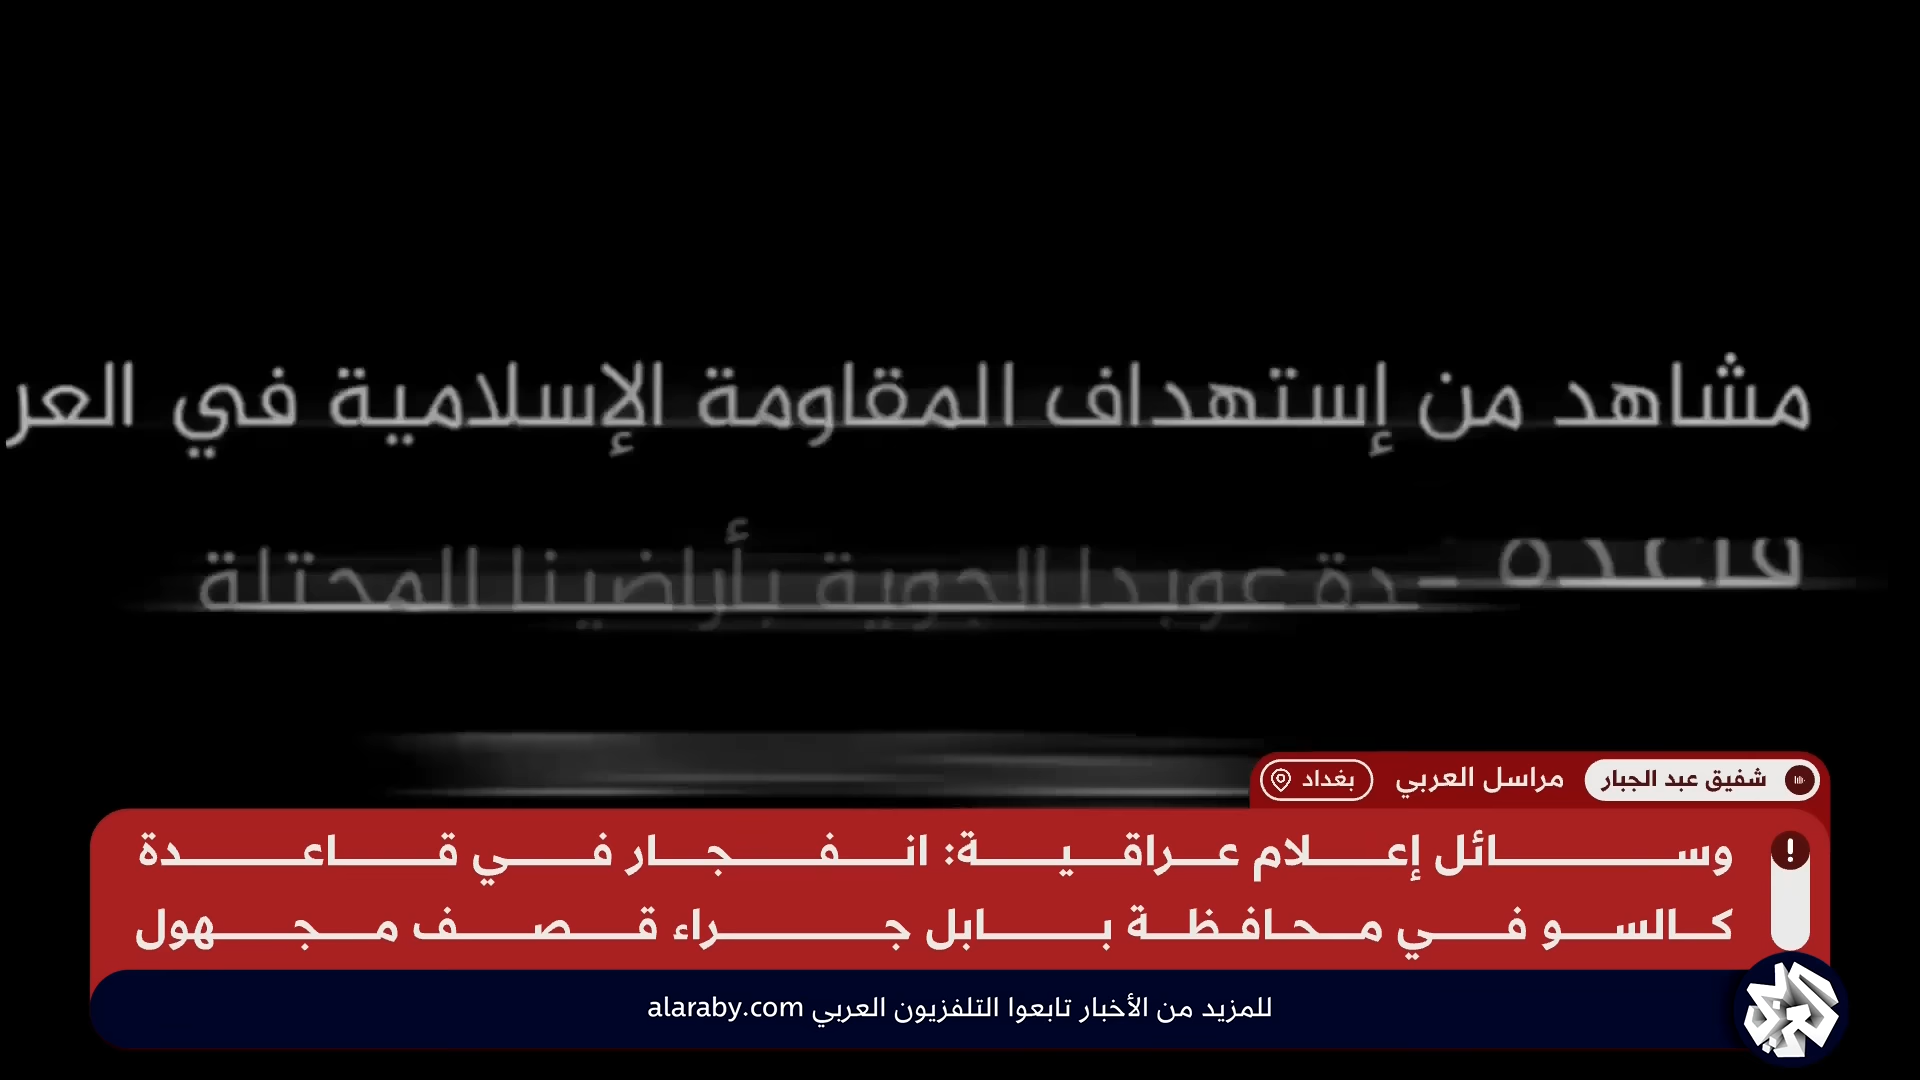 مشاهد من إستهداف المقاومة الإسلامية في العر
قاعدة عوبدا الجوية بأراضينا المحتلة
شفيق عبد الجبار مراسل العربي بغداد
وسائل إعلام عراقية: انفجار في قاعدة
كالسو في محافظة بابل جراء قصف مجهول
للمزيد من الأخبار تابعوا التلفزيون العربي alaraby.com
العربي